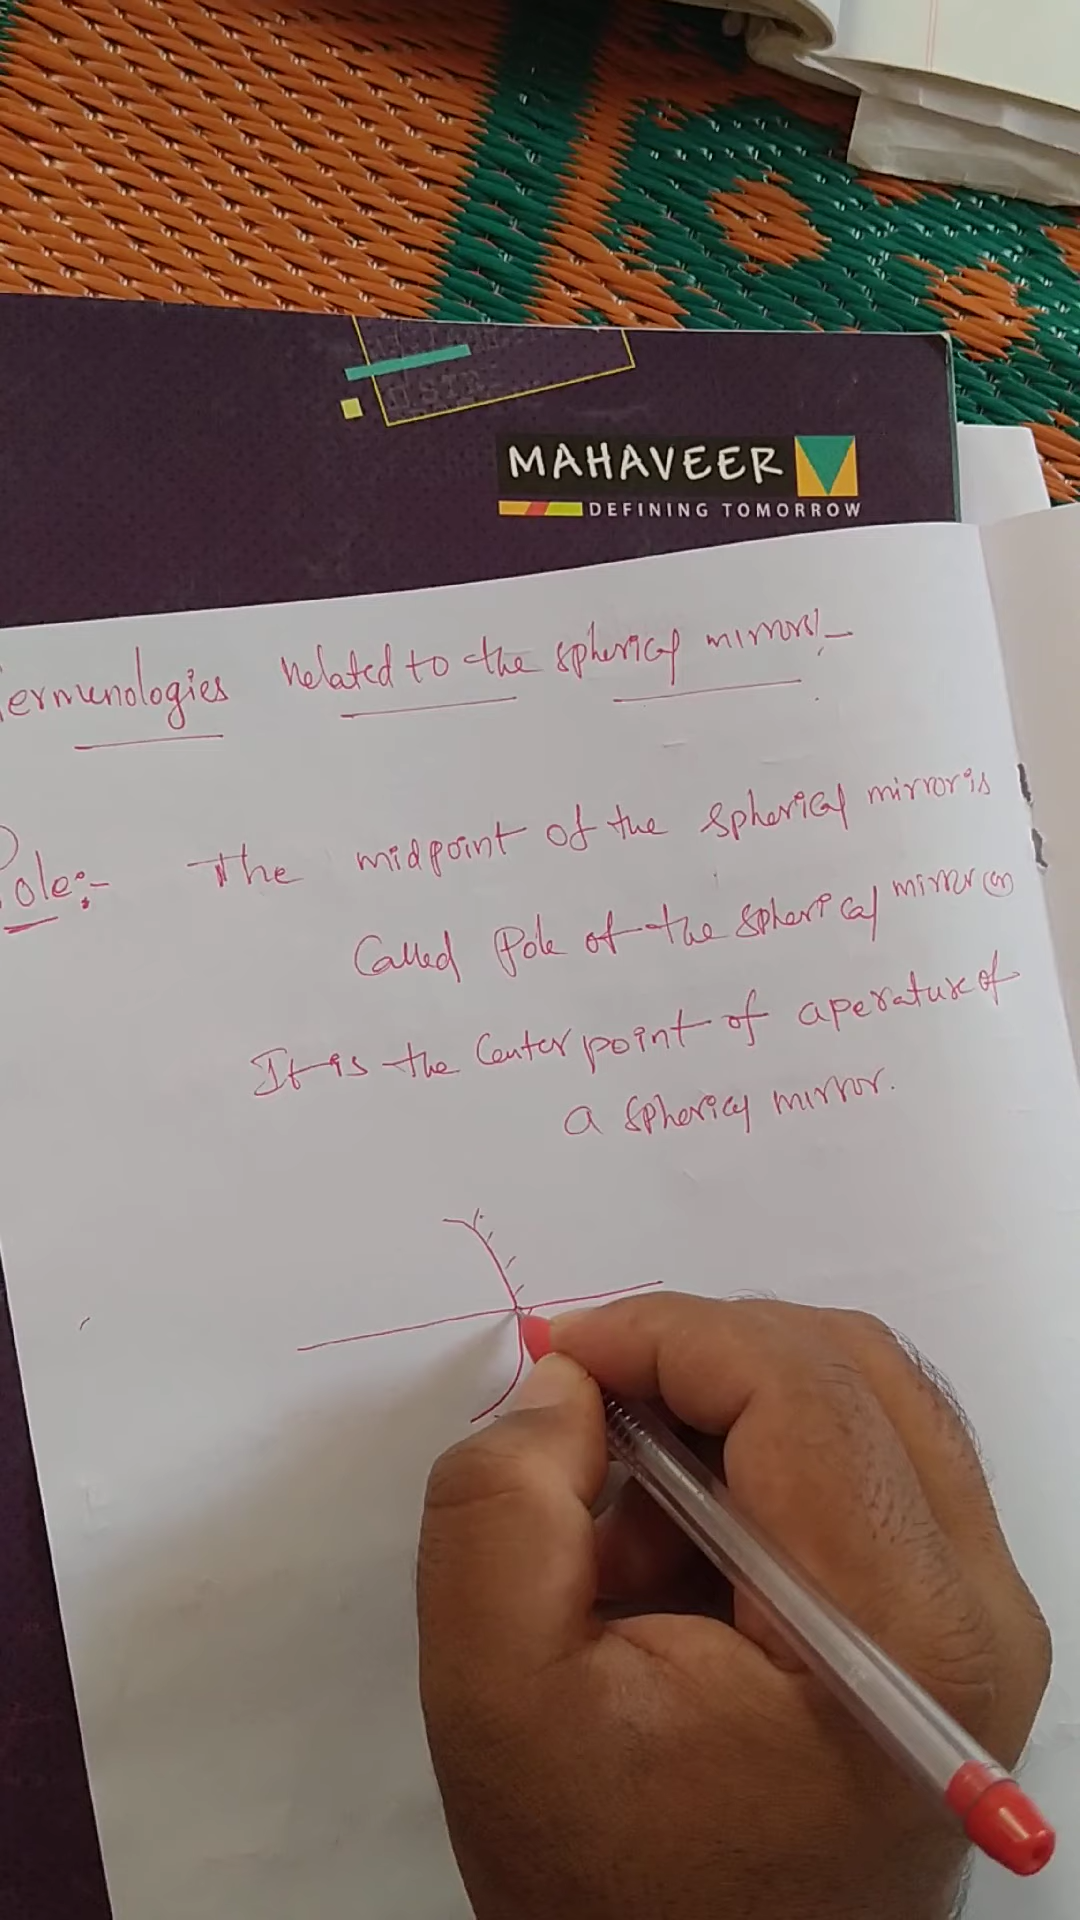 MAHAVEER
DEFINING TOMORROW
ermunologies related to the spherical mirrors:-
Pole:- The midpoint of the spherical mirror is
Called Pole of the spherical mirror (or)
It is the Center point of aperature of
a spherical mirror.